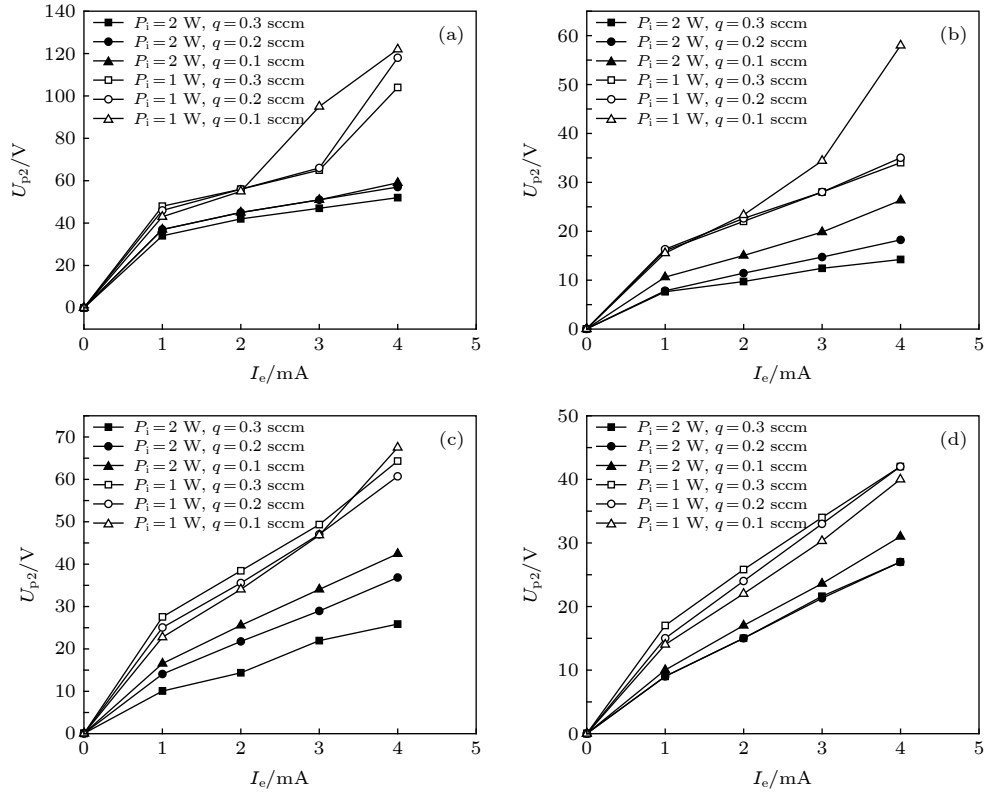 140
120
100
80
60
40
20
0
P_i=2 W, q=0.3 sccm
P_i=2 W, q=0.2 sccm
P_i=2 W, q=0.1 sccm
P_i=1 W, q=0.3 sccm
P_i=1 W, q=0.2 sccm
P_i=1 W, q=0.1 sccm
(a)
U_p2/V
0 1 2 3 4 5
I_e/mA
60
50
40
30
20
10
0
P_i=2 W, q=0.3 sccm
P_i=2 W, q=0.2 sccm
P_i=2 W, q=0.1 sccm
P_i=1 W, q=0.3 sccm
P_i=1 W, q=0.2 sccm
P_i=1 W, q=0.1 sccm
(b)
U_p2/V
0 1 2 3 4 5
I_e/mA
70
60
50
40
30
20
10
0
P_i=2 W, q=0.3 sccm
P_i=2 W, q=0.2 sccm
P_i=2 W, q=0.1 sccm
P_i=1 W, q=0.3 sccm
P_i=1 W, q=0.2 sccm
P_i=1 W, q=0.1 sccm
(c)
U_p2/V
0 1 2 3 4 5
I_e/mA
50
40
30
20
10
0
P_i=2 W, q=0.3 sccm
P_i=2 W, q=0.2 sccm
P_i=2 W, q=0.1 sccm
P_i=1 W, q=0.3 sccm
P_i=1 W, q=0.2 sccm
P_i=1 W, q=0.1 sccm
(d)
U_p2/V
0 1 2 3 4 5
I_e/mA